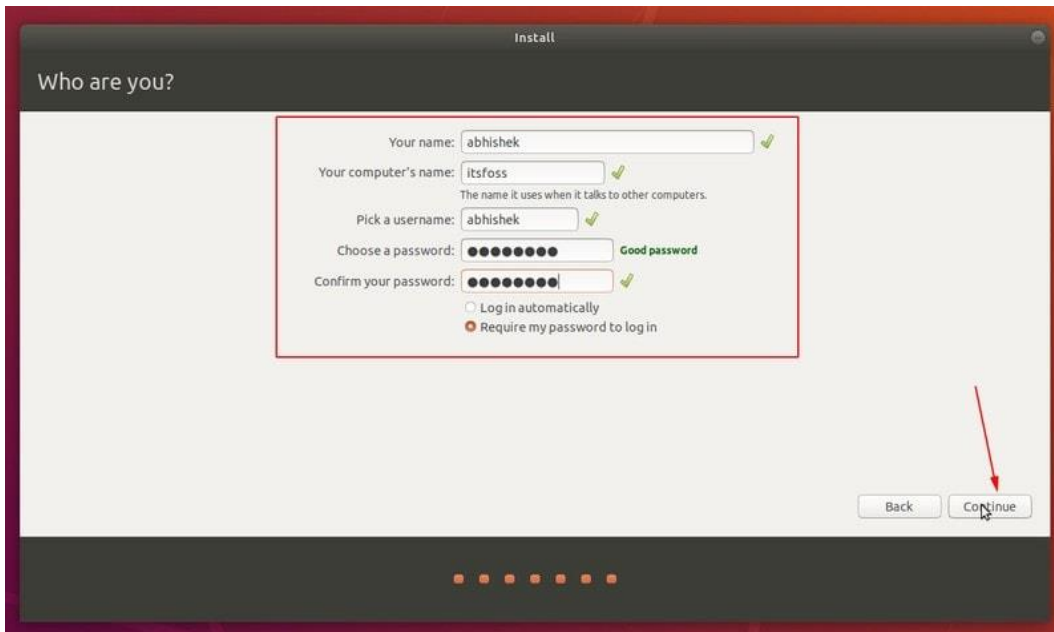 Install
Who are you?
Your name: abhishek
Your computer's name: itsfoss
The name it uses when it talks to other computers.
Pick a username: abhishek
Choose a password: ●●●●●●●● Good password
Confirm your password: ●●●●●●●●
Log in automatically
Require my password to log in
Back Continue